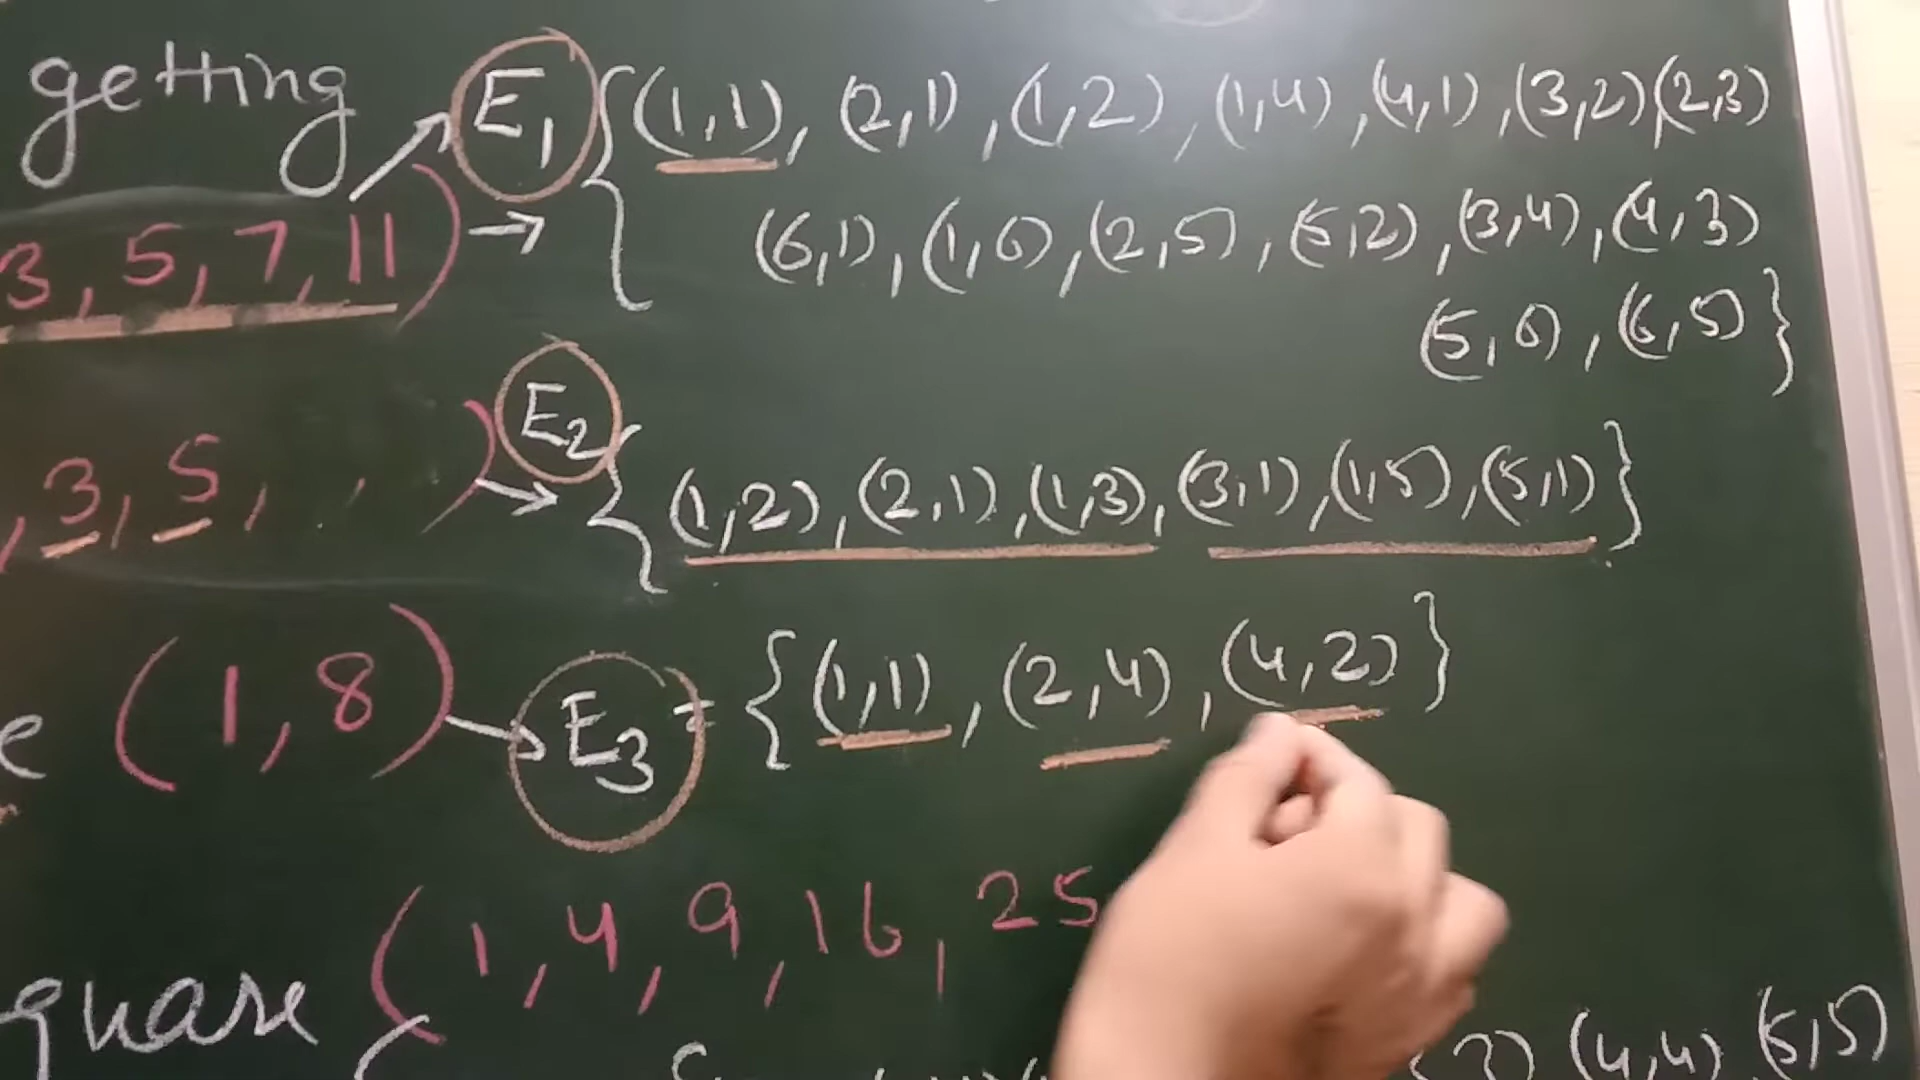 getting E₁ {(1,1), (2,1), (1,2), (1,4), (4,1), (3,2), (2,3)
3, 5, 7, 11) → (6,1), (1,6), (2,5), (5,2), (3,4), (4,3)
(5,6), (6,5)}
E₂
, 3, 5, , ) → {(1,2), (2,1), (1,3), (3,1), (1,5), (5,1)}
e (1, 8) → E₃ = {(1,1), (2,4), (4,2)}
(1, 4, 9, 16, 25
quare
(4,4) (5,5)